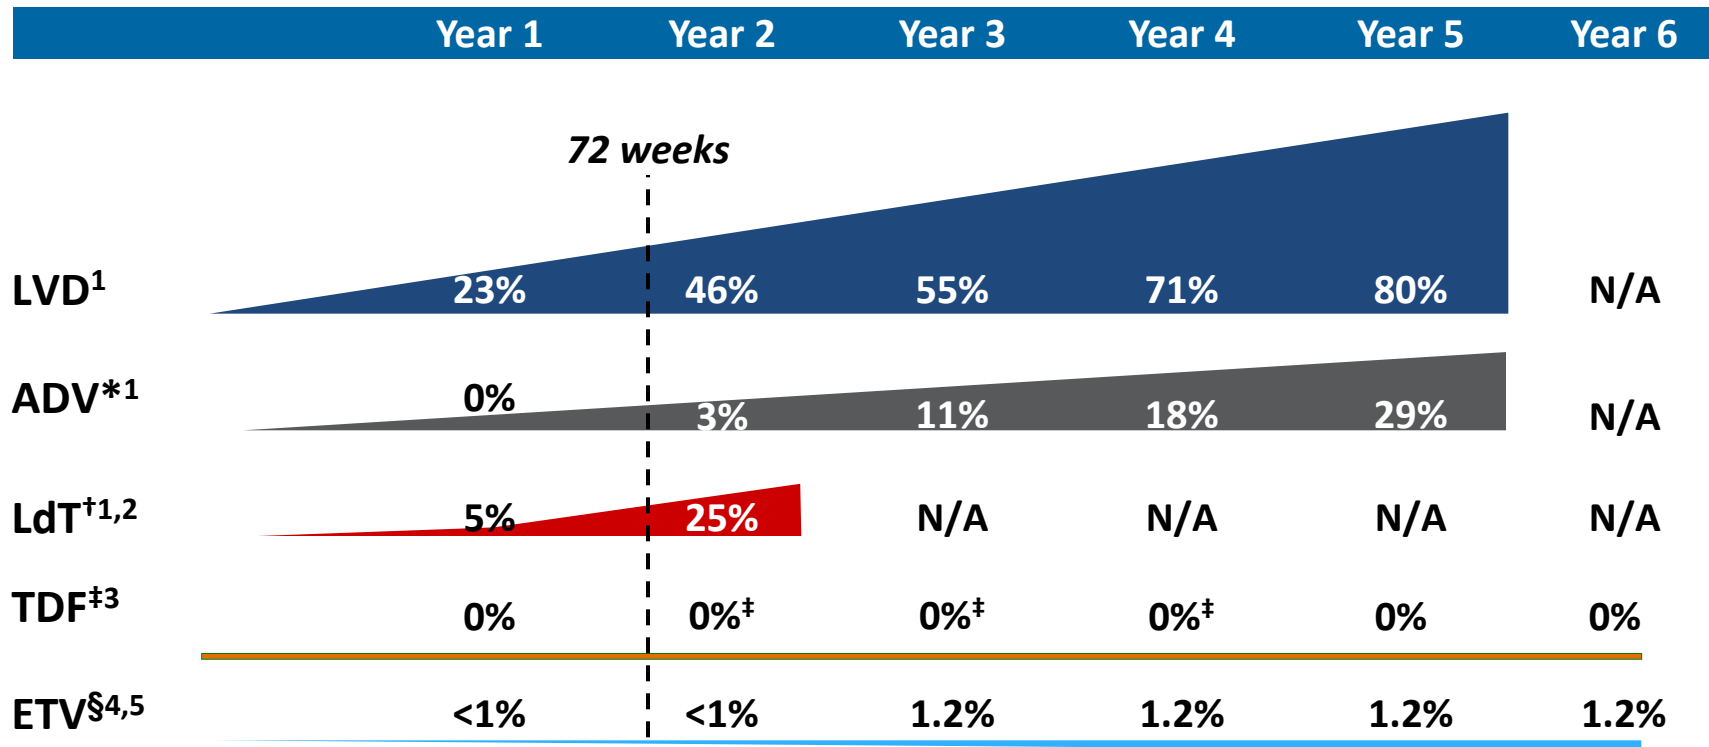 Year 1 Year 2 Year 3 Year 4 Year 5 Year 6
72 weeks
LVD¹ 23% 46% 55% 71% 80% N/A
ADV*¹ 0% 3% 11% 18% 29% N/A
LdT†¹,² 5% 25% N/A N/A N/A N/A
TDF‡³ 0% 0%‡ 0%‡ 0%‡ 0% 0%
ETV§⁴,⁵ <1% <1% 1.2% 1.2% 1.2% 1.2%